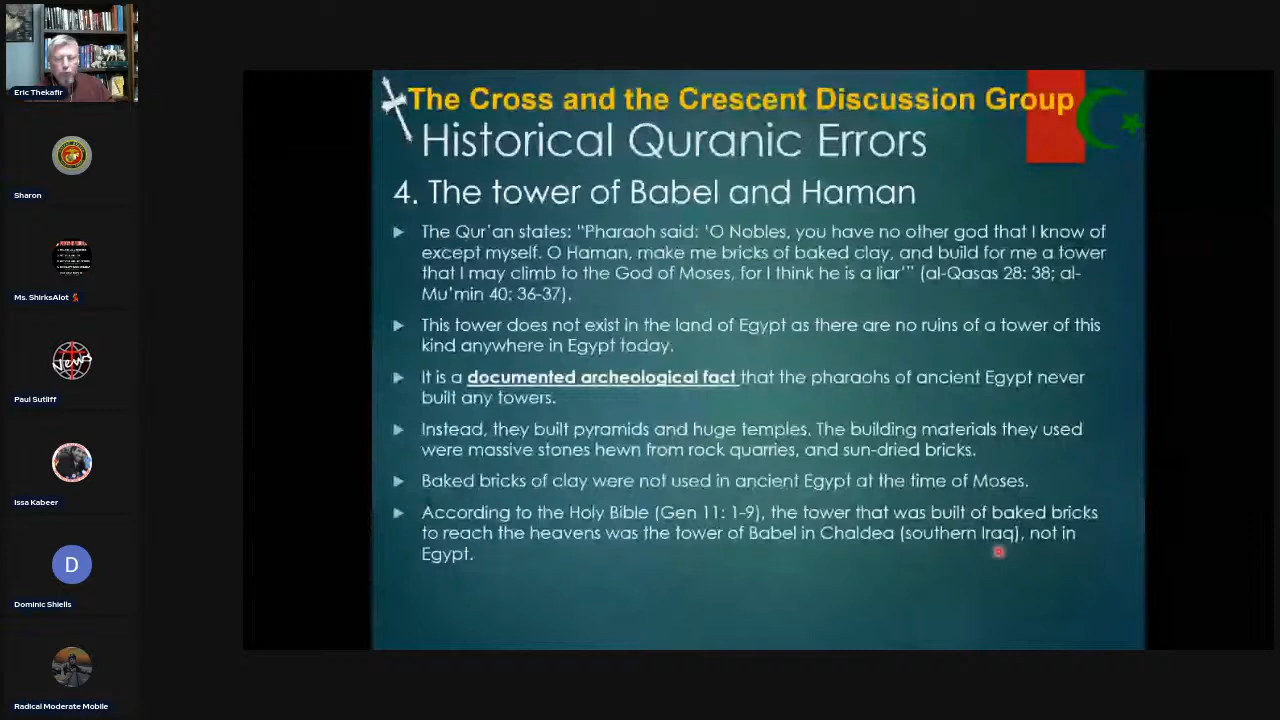 Eric Thekafir
Sharon
Ms. ShirksAlot
Paul Sutliff
Issa Kabeer
D
Dominic Shiells
Radical Moderate Mobile
News
The Cross and the Crescent Discussion Group
Historical Quranic Errors
4. The tower of Babel and Haman
The Qur'an states: "Pharaoh said: 'O Nobles, you have no other god that I know of
except myself. O Haman, make me bricks of baked clay, and build for me a tower
that I may climb to the God of Moses, for I think he is a liar'" (al-Qasas 28: 38; al-
Mu'min 40: 36-37).
This tower does not exist in the land of Egypt as there are no ruins of a tower of this
kind anywhere in Egypt today.
It is a documented archeological fact that the pharaohs of ancient Egypt never
built any towers.
Instead, they built pyramids and huge temples. The building materials they used
were massive stones hewn from rock quarries, and sun-dried bricks.
Baked bricks of clay were not used in ancient Egypt at the time of Moses.
According to the Holy Bible (Gen 11: 1-9), the tower that was built of baked bricks
to reach the heavens was the tower of Babel in Chaldea (southern Iraq), not in
Egypt.